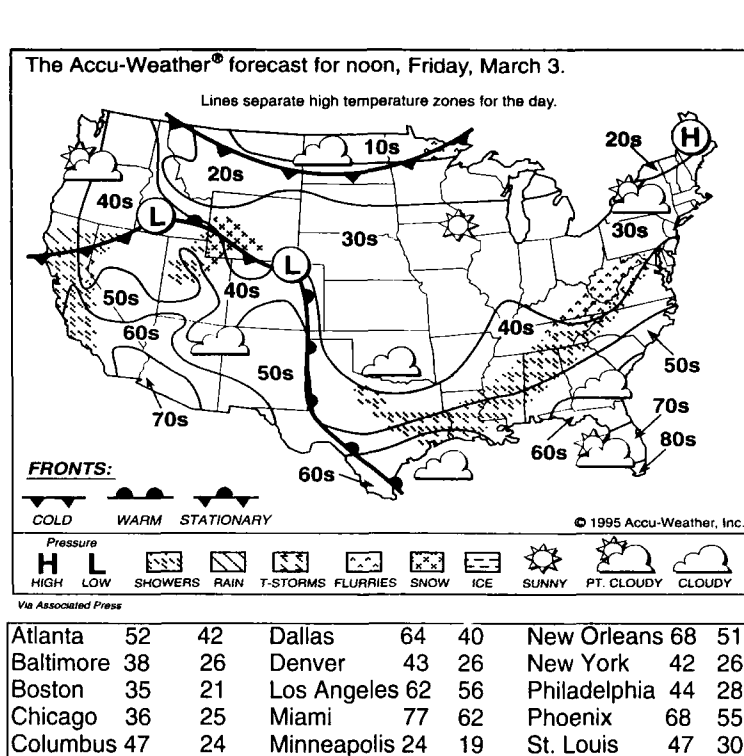 The Accu-Weather® forecast for noon, Friday, March 3.
Lines separate high temperature zones for the day.
10s
20s
H
20s
40s
L
30s
30s
L
40s
50s
60s
40s
50s
50s
70s
70s
60s
80s
60s
FRONTS:
COLD WARM STATIONARY
© 1995 Accu-Weather, Inc.
Pressure
H L
HIGH LOW SHOWERS RAIN T-STORMS FLURRIES SNOW ICE SUNNY PT. CLOUDY CLOUDY
Via Associated Press
Atlanta 52 42 Dallas 64 40 New Orleans 68 51
Baltimore 38 26 Denver 43 26 New York 42 26
Boston 35 21 Los Angeles 62 56 Philadelphia 44 28
Chicago 36 25 Miami 77 62 Phoenix 68 55
Columbus 47 24 Minneapolis 24 19 St. Louis 47 30